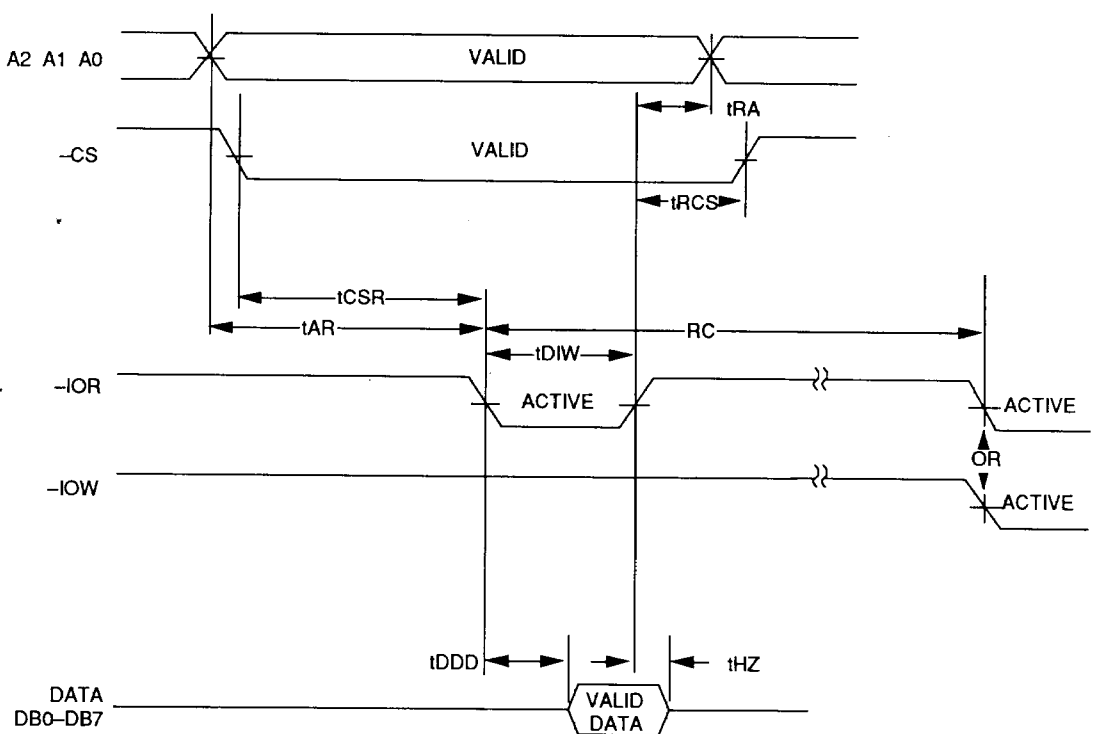 A2 A1 A0
VALID
tRA
–CS
VALID
tRCS
tCSR
tAR
RC
tDIW
–IOR
ACTIVE
ACTIVE
OR
–IOW
ACTIVE
tDDD
tHZ
DATA
DB0–DB7
VALID
DATA